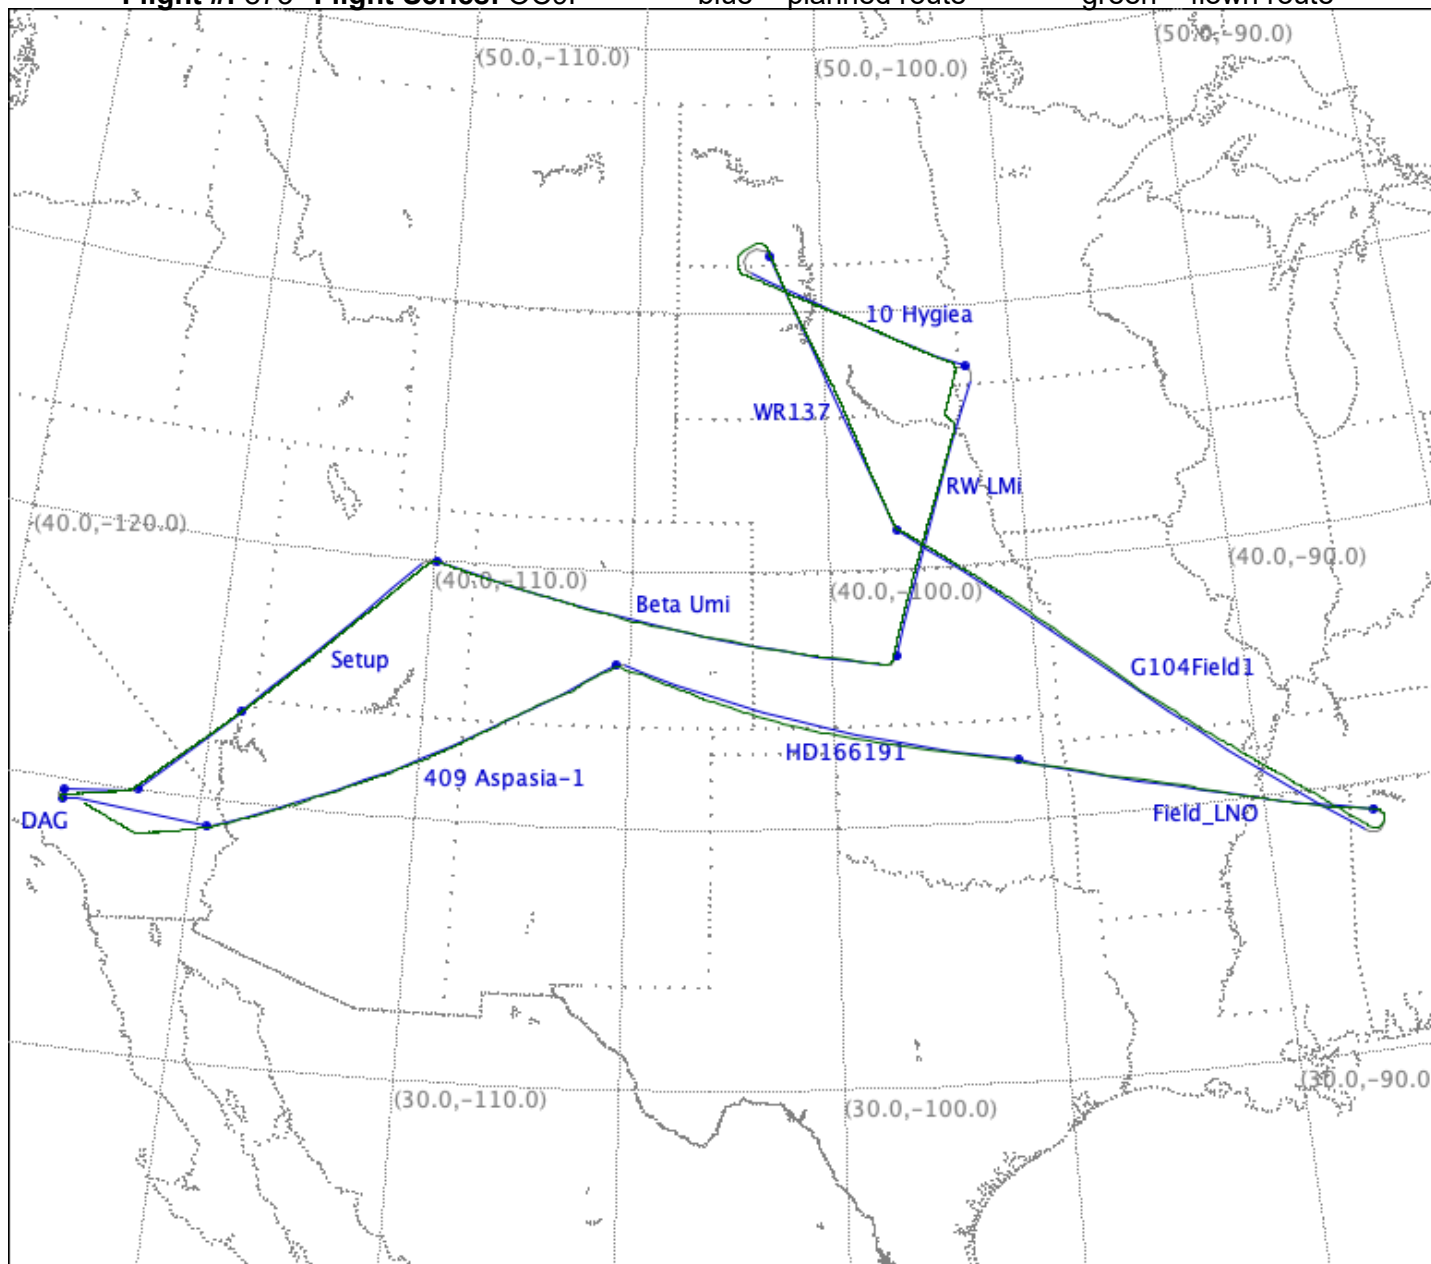 (50.0,-90.0)
(50.0,-110.0)
(50.0,-100.0)
10 Hygiea
WR137
RW LMi
(40.0,-120.0)
(40.0,-90.0)
(40.0,-110.0)
(40.0,-100.0)
Beta Umi
Setup
G104Field1
HD166191
409 Aspasia-1
Field_LNO
DAG
(30.0,-90.0
(30.0,-110.0)
(30.0,-100.0)